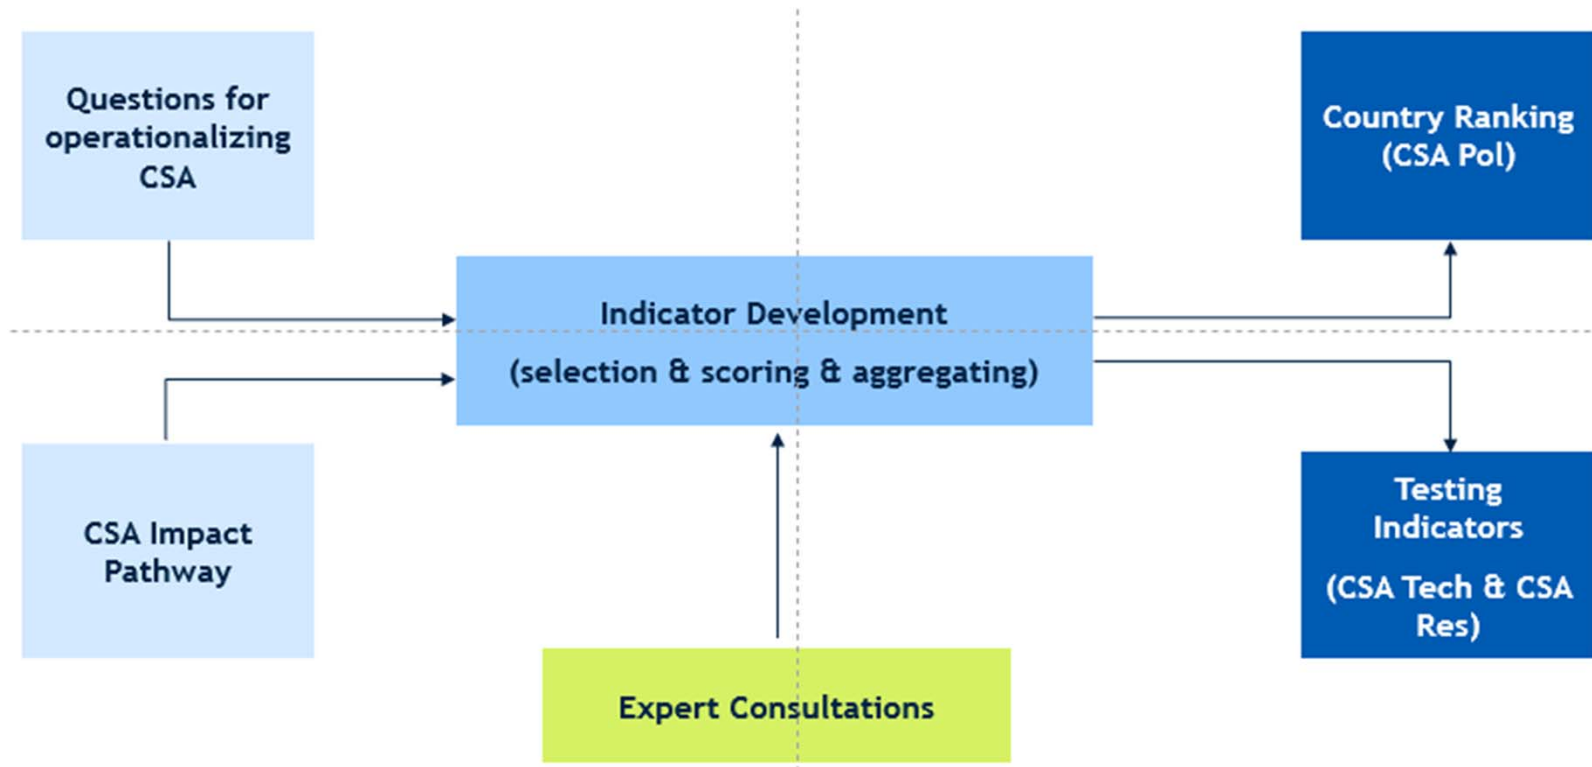 Questions for
operationalizing
CSA
Country Ranking
(CSA Pol)
Indicator Development
(selection & scoring & aggregating)
CSA Impact
Pathway
Testing
Indicators
(CSA Tech & CSA
Res)
Expert Consultations